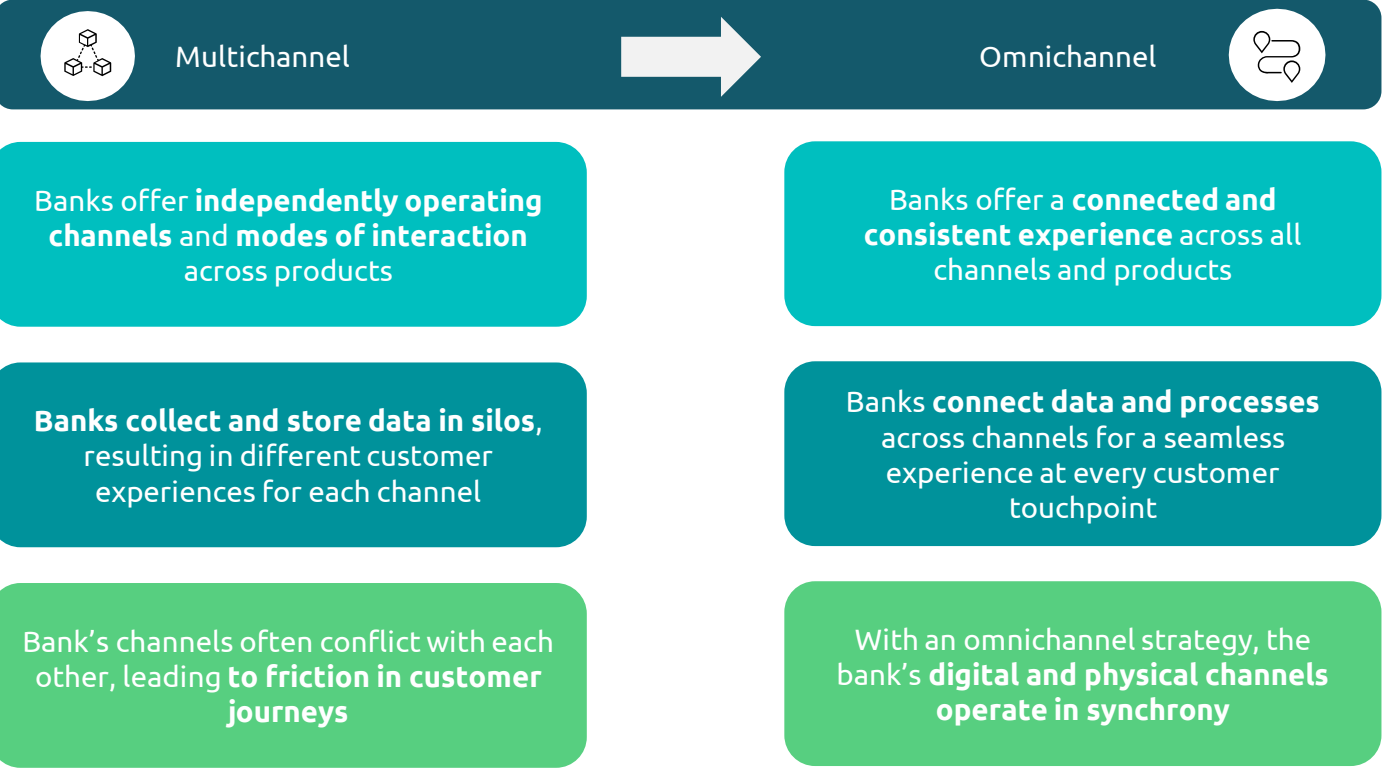 Multichannel
Omnichannel
Banks offer independently operating
channels and modes of interaction
across products
Banks offer a connected and
consistent experience across all
channels and products
Banks collect and store data in silos,
resulting in different customer
experiences for each channel
Banks connect data and processes
across channels for a seamless
experience at every customer
touchpoint
Bank’s channels often conflict with each
other, leading to friction in customer
journeys
With an omnichannel strategy, the
bank’s digital and physical channels
operate in synchrony